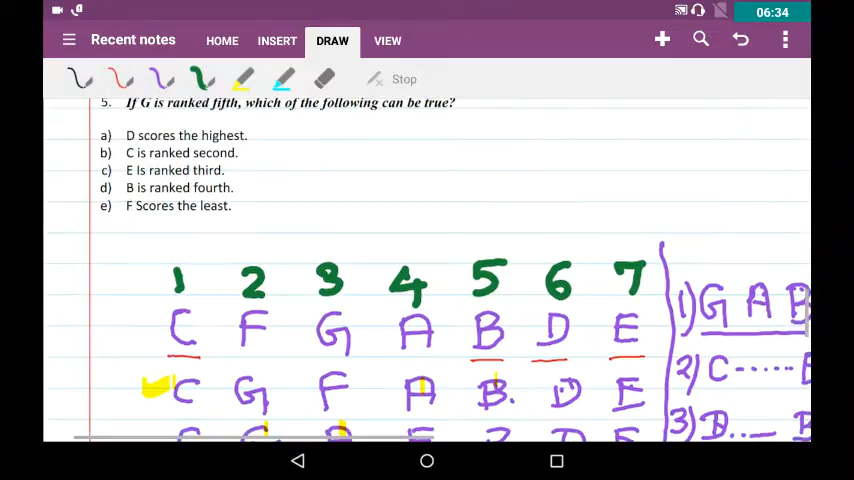 06:34
Recent notes HOME INSERT DRAW VIEW
Stop
5. If G is ranked fifth, which of the following can be true?
a) D scores the highest.
b) C is ranked second.
c) E Is ranked third.
d) B is ranked fourth.
e) F Scores the least.
1 2 3 4 5 6 7
C F G A B D E
C G F A B. D E
1) G A B
2) C ......
3) D... B